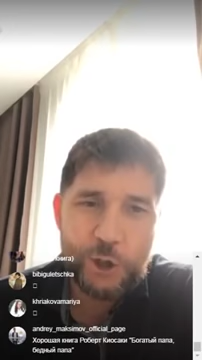 книга)
bibiguletschka
khriakovamariya
andrey_maksimov_official_page
Хорошая книга Роберт Киосаки "Богатый папа,
бедный папа"